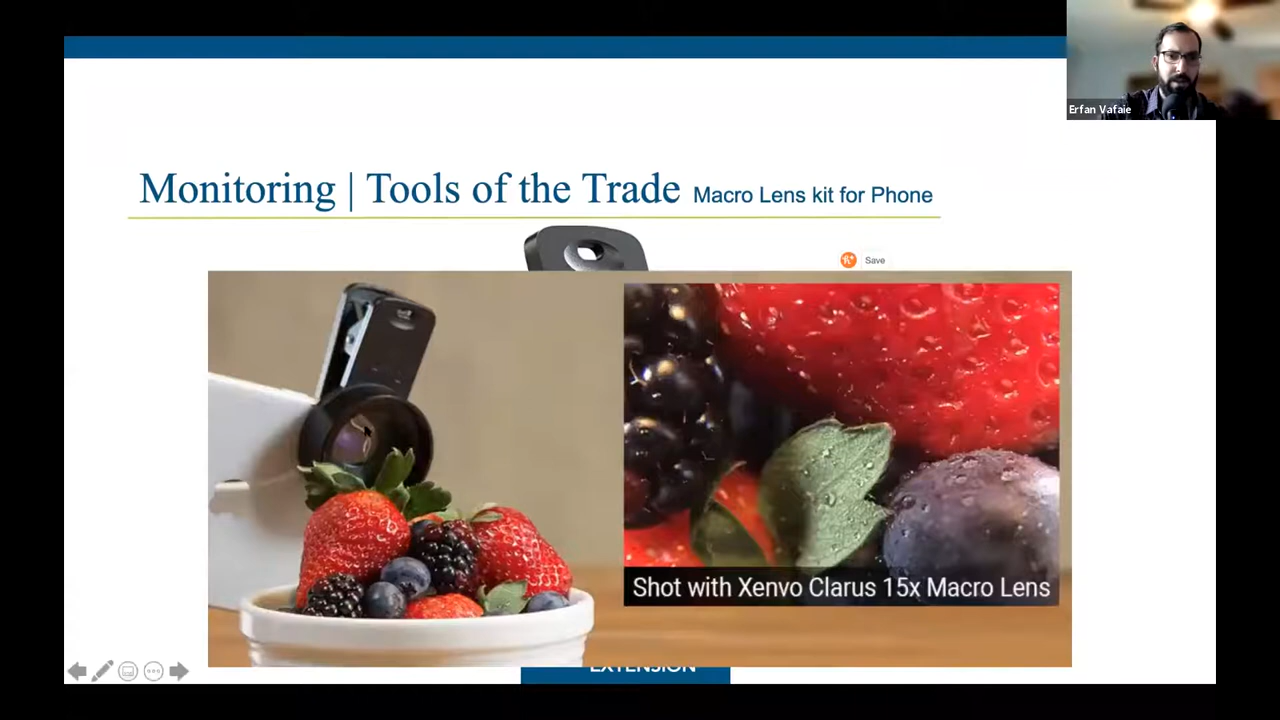 Erfan Vafaie
Monitoring | Tools of the Trade Macro Lens kit for Phone
Save
Shot with Xenvo Clarus 15x Macro Lens
EXTENSION